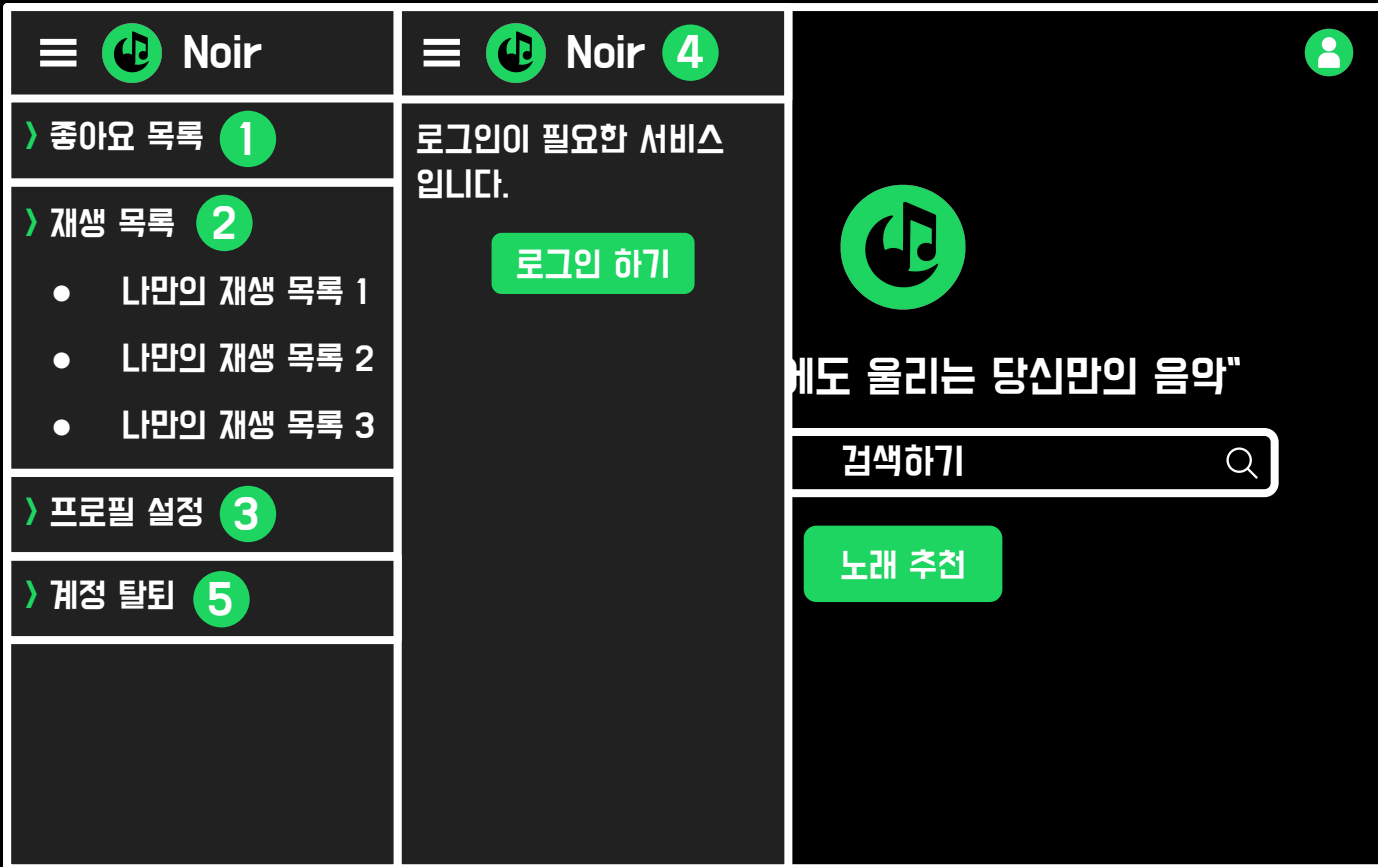 Noir
좋아요 목록 1
재생 목록 2
나만의 재생 목록 1
나만의 재생 목록 2
나만의 재생 목록 3
프로필 설정 3
계정 탈퇴 5
Noir 4
로그인이 필요한 서비스
입니다.
로그인 하기
에도 울리는 당신만의 음악"
검색하기
노래 추천